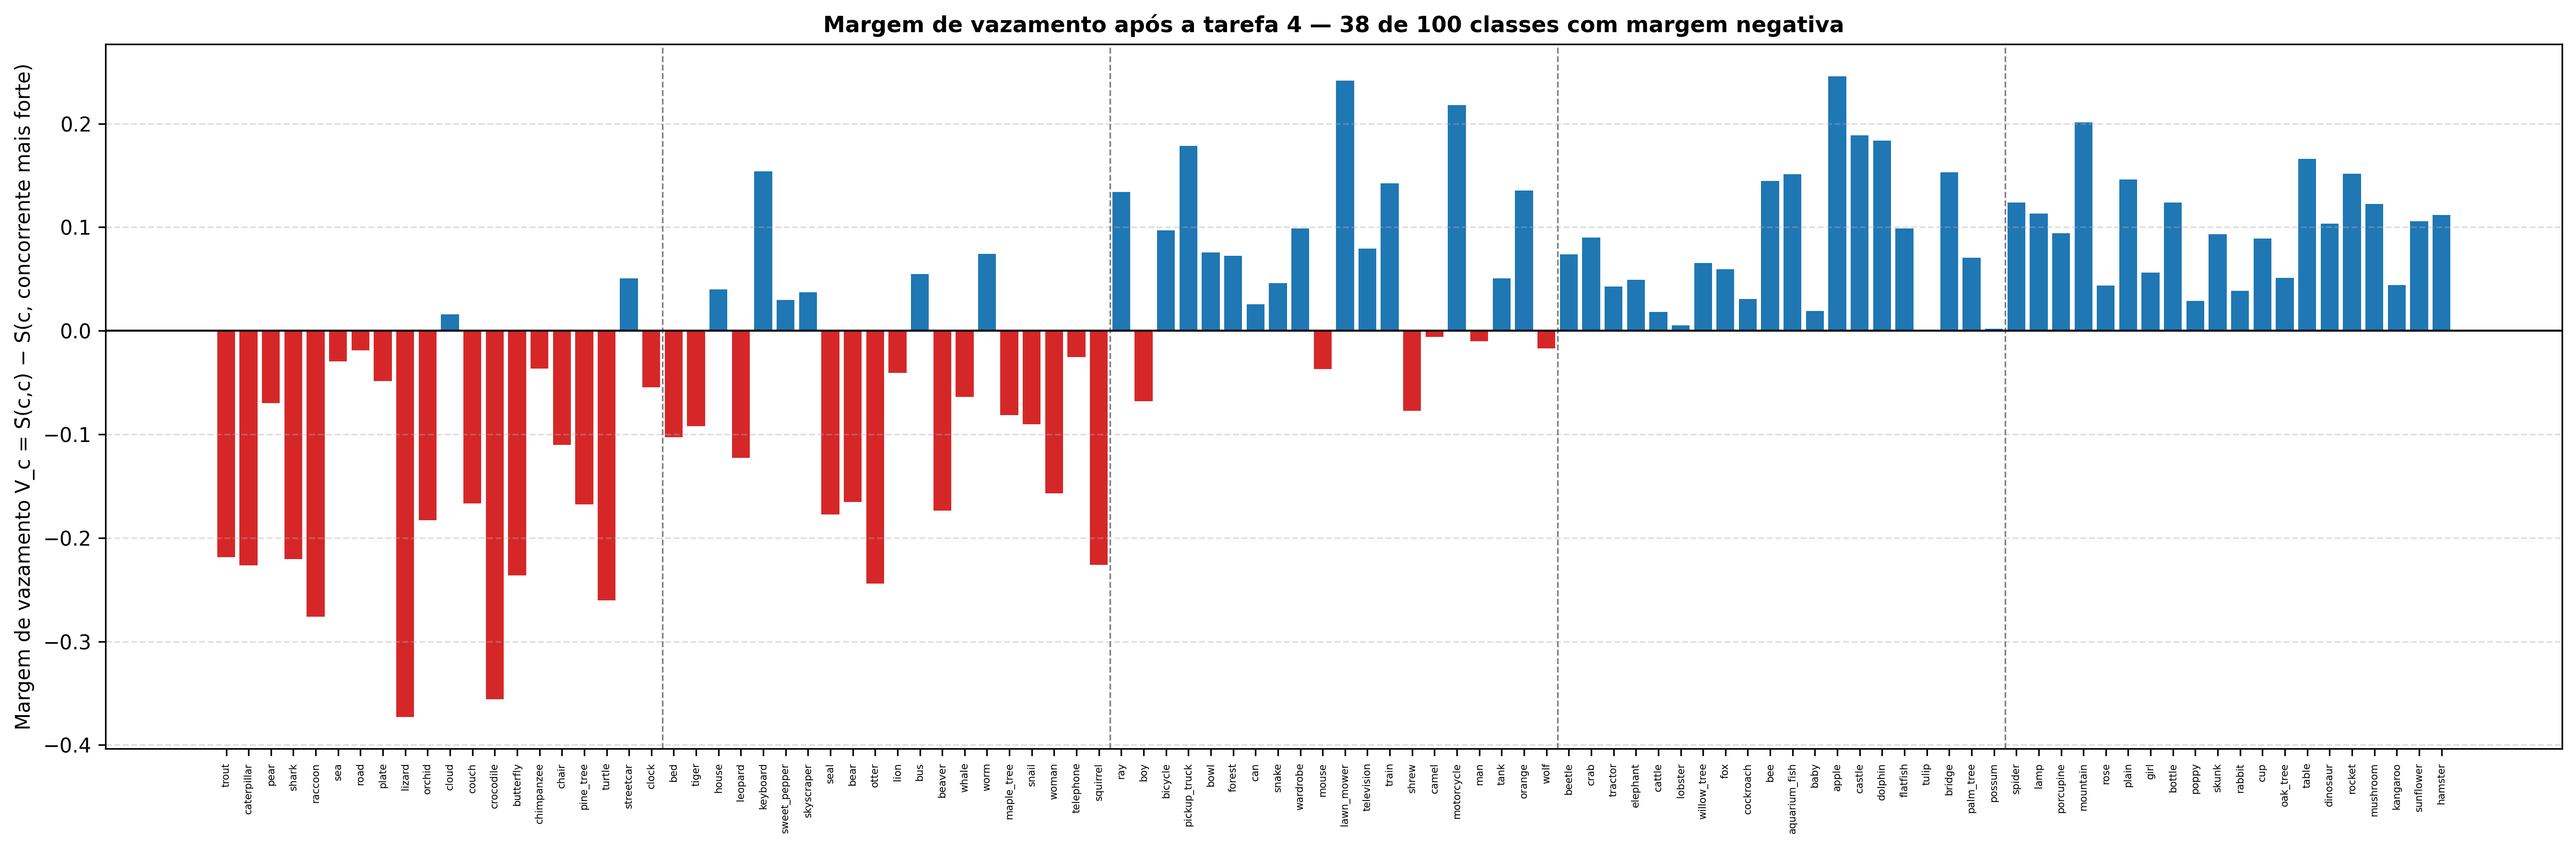 Margem de vazamento após a tarefa 4 — 38 de 100 classes com margem negativa
Margem de vazamento V_c = S(c,c) − S(c, concorrente mais forte)
0.2
0.1
0.0
−0.1
−0.2
−0.3
−0.4
trout
caterpillar
pear
shark
raccoon
sea
road
plate
lizard
orchid
cloud
couch
crocodile
butterfly
chimpanzee
chair
pine_tree
turtle
streetcar
clock
bed
tiger
house
leopard
keyboard
sweet_pepper
skyscraper
seal
bear
otter
lion
bus
beaver
whale
worm
maple_tree
snail
woman
telephone
squirrel
ray
boy
bicycle
pickup_truck
bowl
forest
can
snake
wardrobe
mouse
lawn_mower
television
train
shrew
camel
motorcycle
man
tank
orange
wolf
beetle
crab
tractor
elephant
cattle
lobster
willow_tree
fox
cockroach
bee
aquarium_fish
baby
apple
castle
dolphin
flatfish
tulip
bridge
palm_tree
possum
spider
lamp
porcupine
mountain
rose
plain
girl
bottle
poppy
skunk
rabbit
cup
oak_tree
table
dinosaur
rocket
mushroom
kangaroo
sunflower
hamster